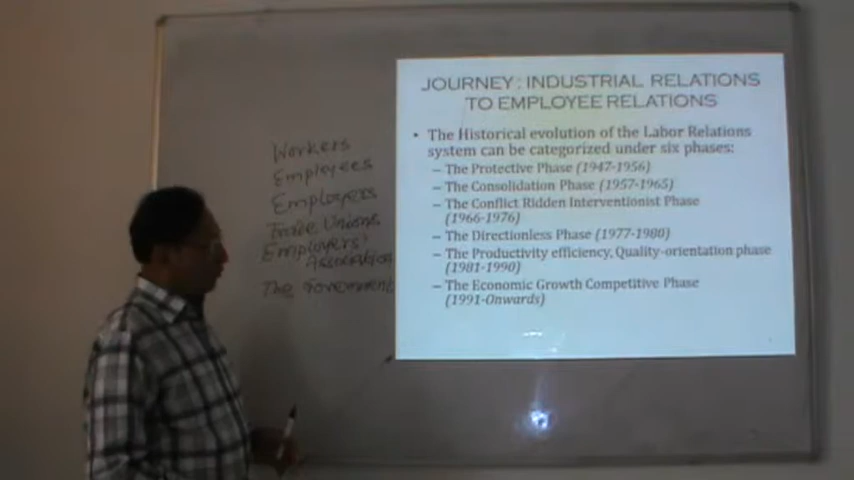 Workers
Employees
Employers
Trade Unions
Employers'
Association
The Government
JOURNEY : INDUSTRIAL RELATIONS
TO EMPLOYEE RELATIONS
• The Historical evolution of the Labor Relations
system can be categorized under six phases:
– The Protective Phase (1947-1956)
– The Consolidation Phase (1957-1965)
– The Conflict Ridden Interventionist Phase
(1966-1976)
– The Directionless Phase (1977-1980)
– The Productivity efficiency, Quality-orientation phase
(1981-1990)
– The Economic Growth Competitive Phase
(1991-Onwards)